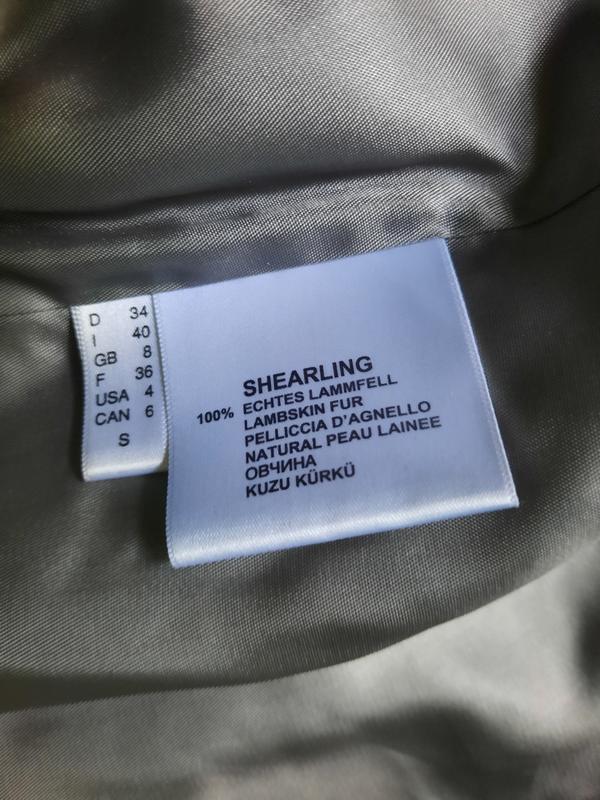 D 34
I 40
GB 8
F 36
USA 4
CAN 6
S
SHEARLING
100% ECHTES LAMMFELL
LAMBSKIN FUR
PELLICCIA D'AGNELLO
NATURAL PEAU LAINEE
ОВЧИНА
KUZU KÜRKÜ